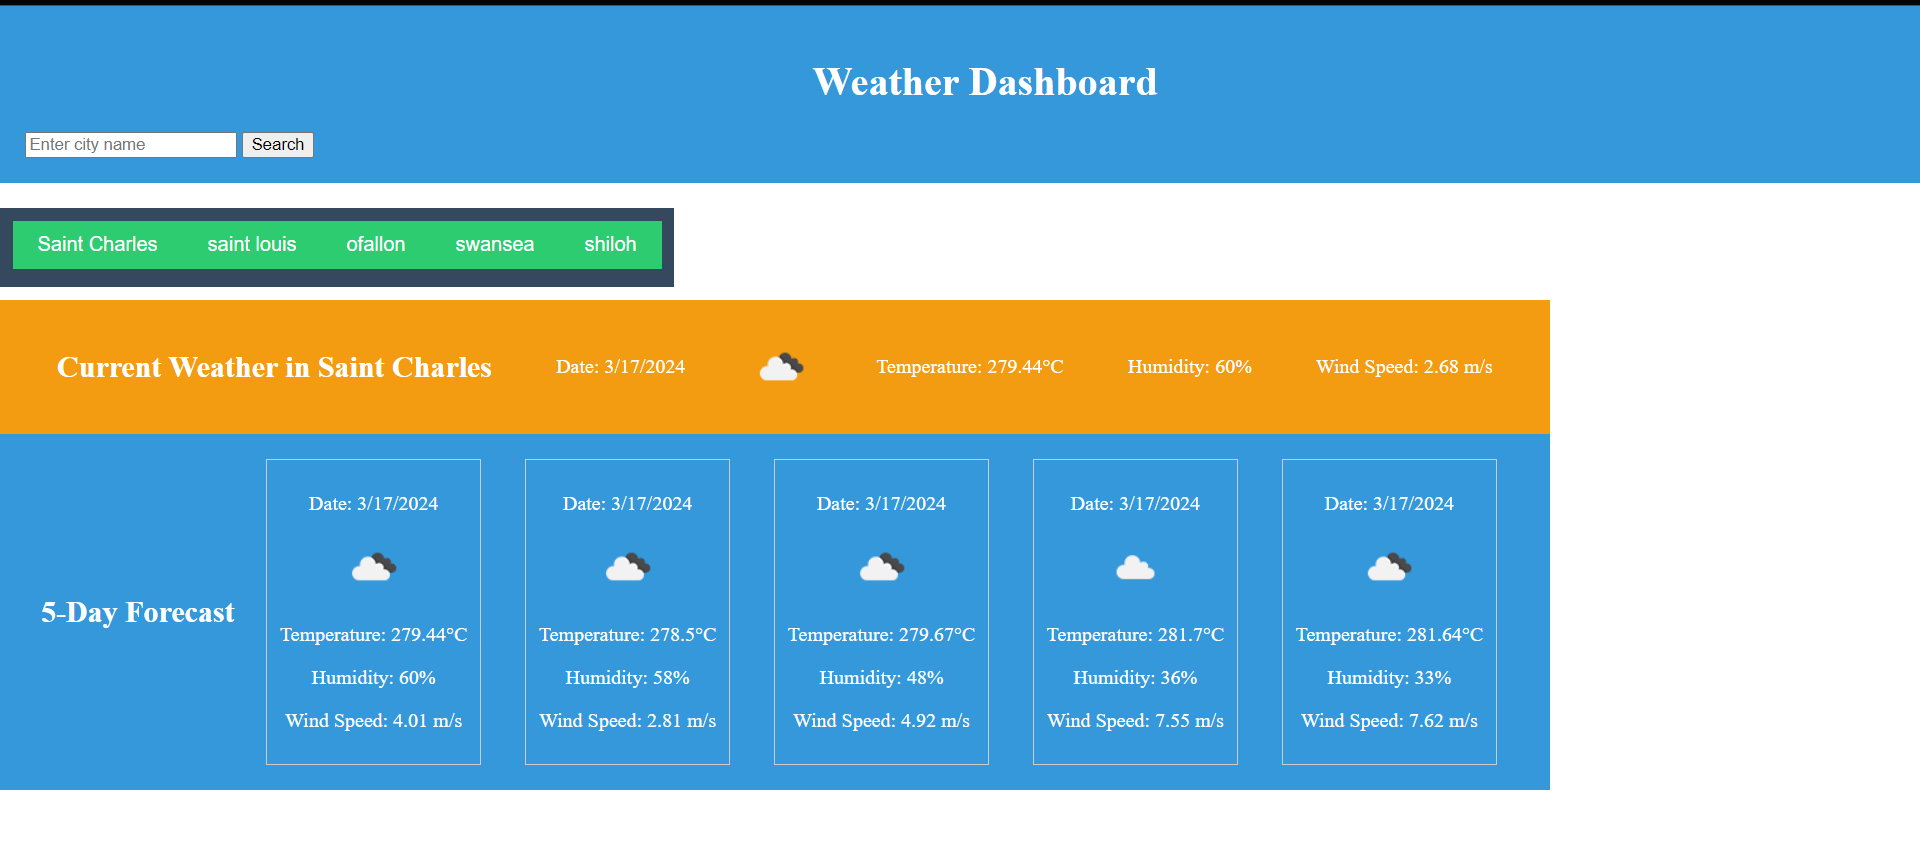 Weather Dashboard
Enter city name Search
Saint Charles saint louis ofallon swansea shiloh
Current Weather in Saint Charles Date: 3/17/2024 Temperature: 279.44°C Humidity: 60% Wind Speed: 2.68 m/s
5-Day Forecast
Date: 3/17/2024
Temperature: 279.44°C
Humidity: 60%
Wind Speed: 4.01 m/s
Date: 3/17/2024
Temperature: 278.5°C
Humidity: 58%
Wind Speed: 2.81 m/s
Date: 3/17/2024
Temperature: 279.67°C
Humidity: 48%
Wind Speed: 4.92 m/s
Date: 3/17/2024
Temperature: 281.7°C
Humidity: 36%
Wind Speed: 7.55 m/s
Date: 3/17/2024
Temperature: 281.64°C
Humidity: 33%
Wind Speed: 7.62 m/s